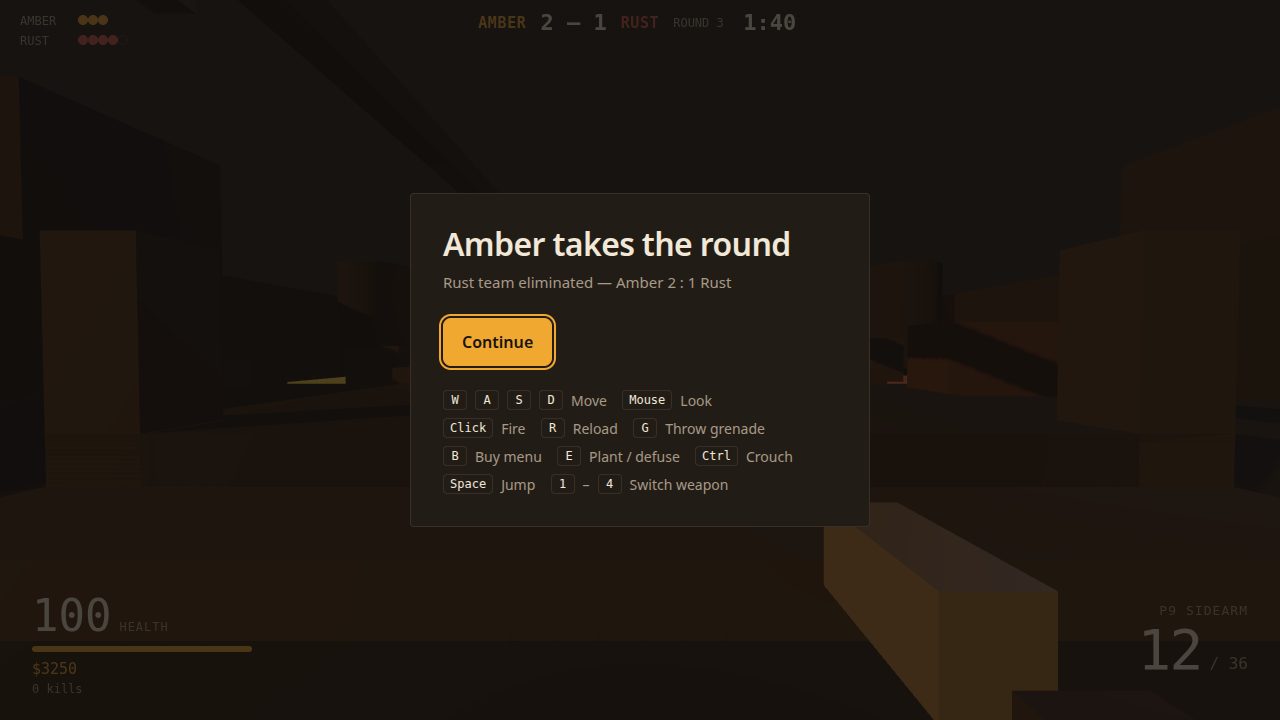 AMBER
RUST
AMBER 2 — 1 RUST ROUND 3 1:40
Amber takes the round
Rust team eliminated — Amber 2 : 1 Rust
Continue
W A S D Move Mouse Look
Click Fire R Reload G Throw grenade
B Buy menu E Plant / defuse Ctrl Crouch
Space Jump 1 – 4 Switch weapon
100 HEALTH
$3250
0 kills
P9 SIDEARM
12 / 36